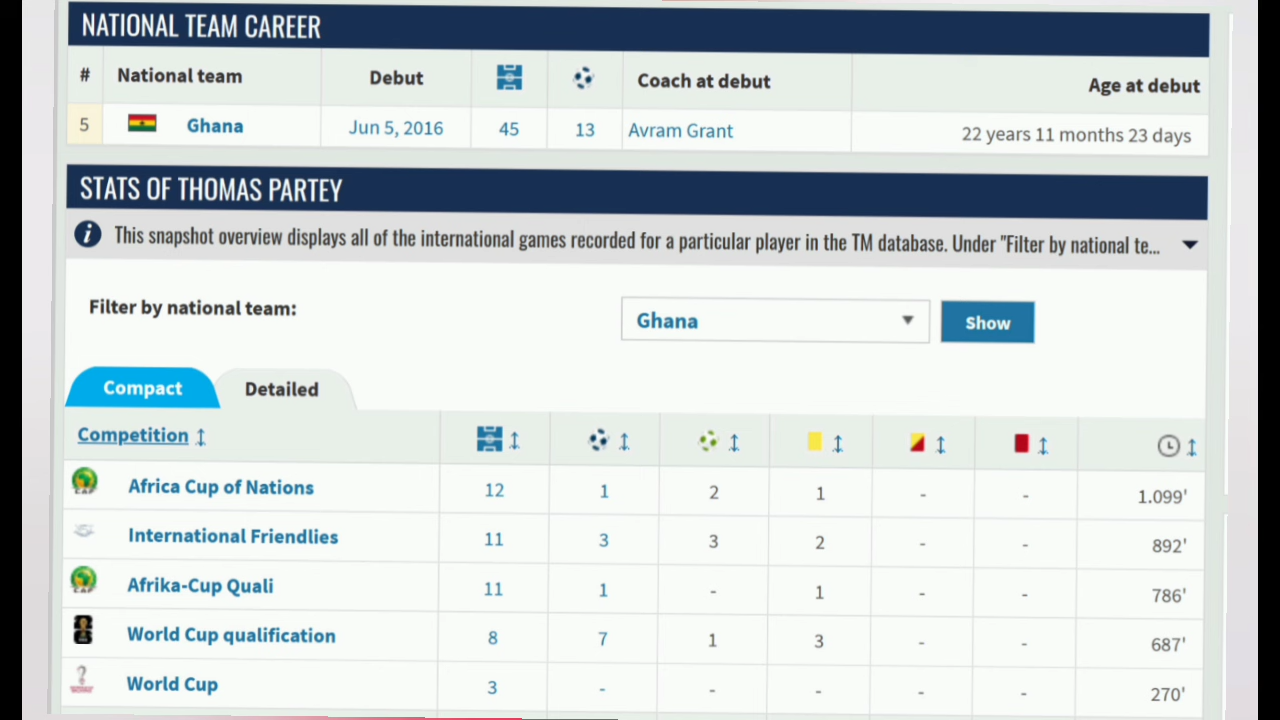 NATIONAL TEAM CAREER
# National team Debut Coach at debut Age at debut
5 Ghana Jun 5, 2016 45 13 Avram Grant 22 years 11 months 23 days
STATS OF THOMAS PARTEY
This snapshot overview displays all of the international games recorded for a particular player in the TM database. Under "Filter by national te...
Filter by national team: Ghana Show
Compact Detailed
Competition
Africa Cup of Nations 12 1 2 1 - - 1.099'
International Friendlies 11 3 3 2 - - 892'
Afrika-Cup Quali 11 1 - 1 - - 786'
World Cup qualification 8 7 1 3 - - 687'
World Cup 3 - - - - - 270'